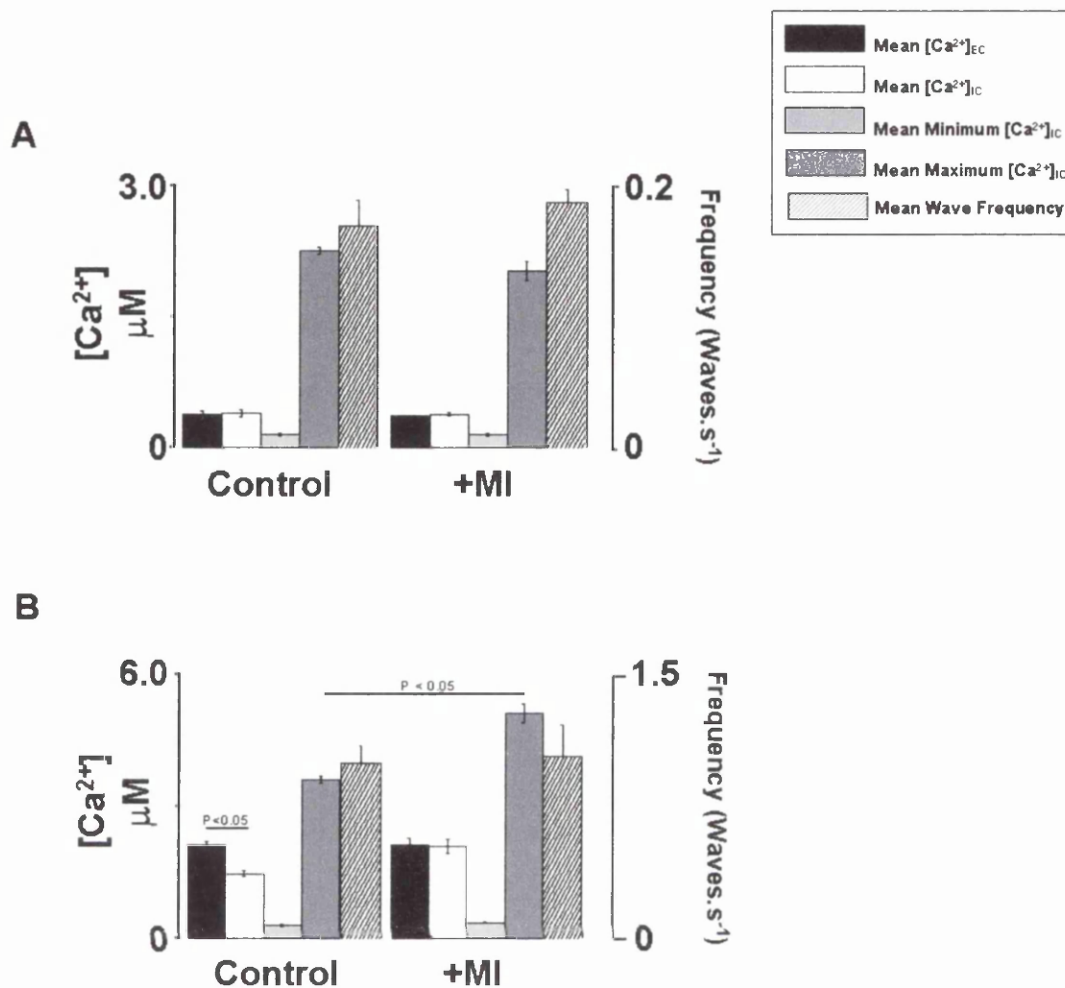 Mean [Ca²⁺]EC
Mean [Ca²⁺]IC
Mean Minimum [Ca²⁺]IC
Mean Maximum [Ca²⁺]IC
Mean Wave Frequency
A
3.0
0
[Ca²⁺]
μM
0.2
0
Frequency (Waves.s⁻¹)
Control
+MI
B
6.0
0
[Ca²⁺]
μM
P < 0.05
P <0.05
1.5
0
Frequency (Waves.s⁻¹)
Control
+MI